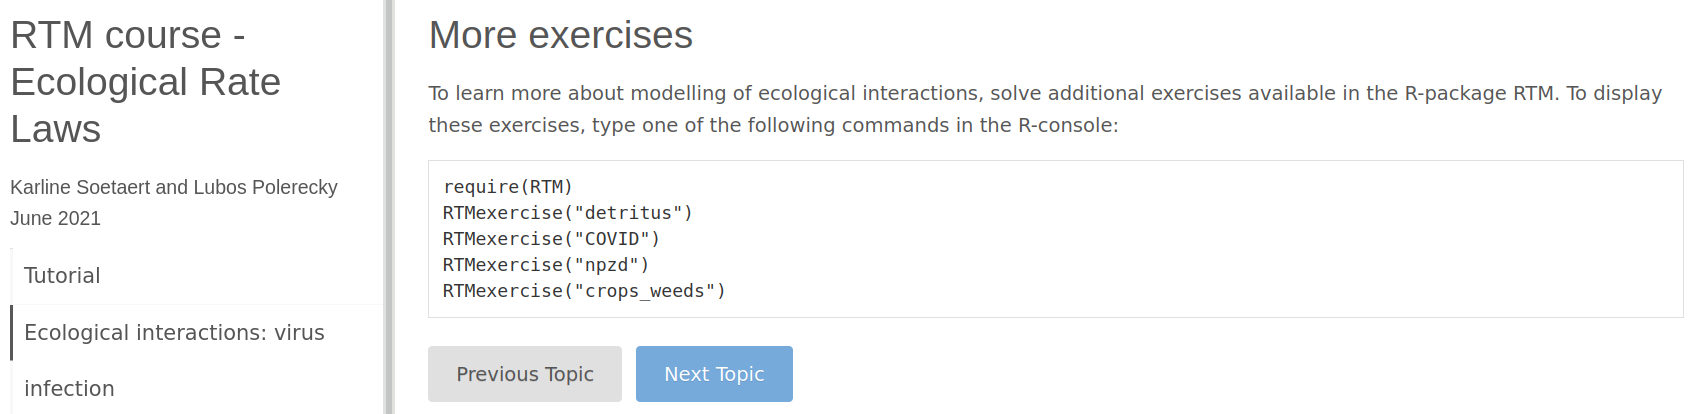 RTM course -
Ecological Rate
Laws
Karline Soetaert and Lubos Polerecky
June 2021
Tutorial
Ecological interactions: virus
infection
More exercises
To learn more about modelling of ecological interactions, solve additional exercises available in the R-package RTM. To display
these exercises, type one of the following commands in the R-console:
require(RTM)
RTMexercise("detritus")
RTMexercise("COVID")
RTMexercise("npzd")
RTMexercise("crops_weeds")
Previous Topic
Next Topic